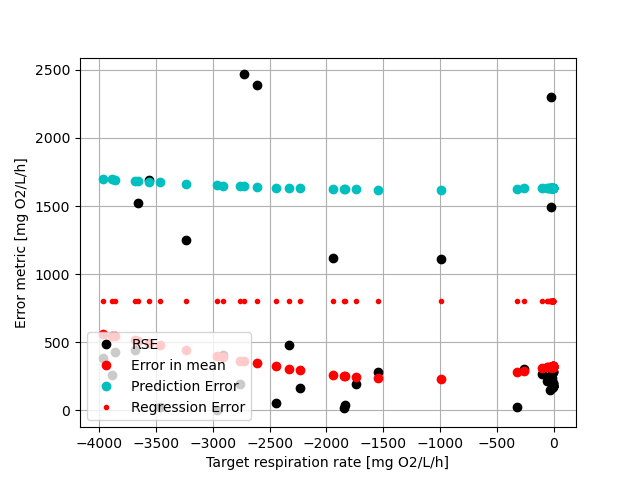 2500
2000
1500
1000
500
0
Error metric [mg O2/L/h]
RSE
Error in mean
Prediction Error
Regression Error
−4000 −3500 −3000 −2500 −2000 −1500 −1000 −500 0
Target respiration rate [mg O2/L/h]